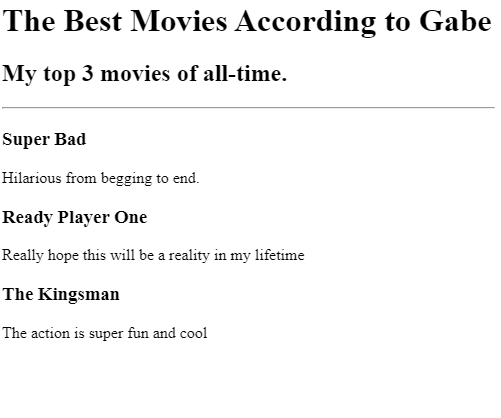 The Best Movies According to Gabe
My top 3 movies of all-time.
Super Bad
Hilarious from begging to end.
Ready Player One
Really hope this will be a reality in my lifetime
The Kingsman
The action is super fun and cool